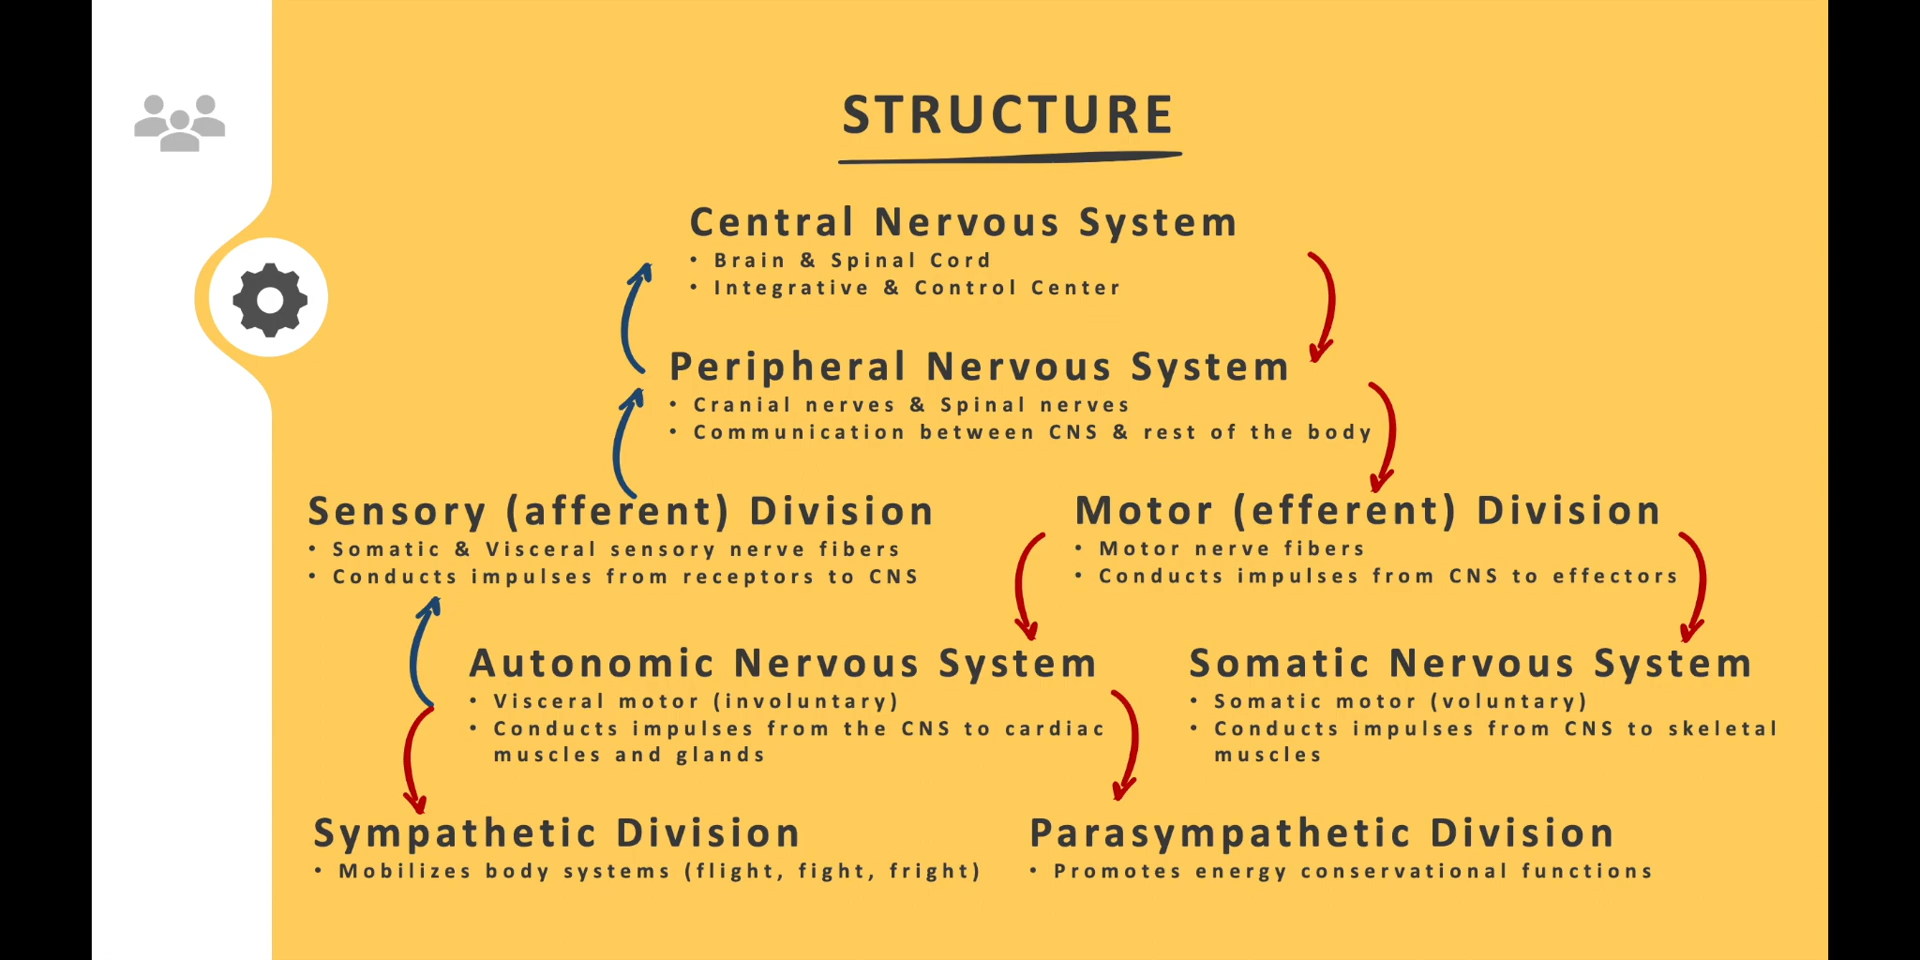 STRUCTURE
Central Nervous System
• Brain & Spinal Cord
• Integrative & Control Center
Peripheral Nervous System
• Cranial nerves & Spinal nerves
• Communication between CNS & rest of the body
Sensory (afferent) Division
• Somatic & Visceral sensory nerve fibers
• Conducts impulses from receptors to CNS
Motor (efferent) Division
• Motor nerve fibers
• Conducts impulses from CNS to effectors
Autonomic Nervous System
• Visceral motor (involuntary)
• Conducts impulses from the CNS to cardiac
muscles and glands
Somatic Nervous System
• Somatic motor (voluntary)
• Conducts impulses from CNS to skeletal
muscles
Sympathetic Division
• Mobilizes body systems (flight, fight, fright)
Parasympathetic Division
• Promotes energy conservational functions